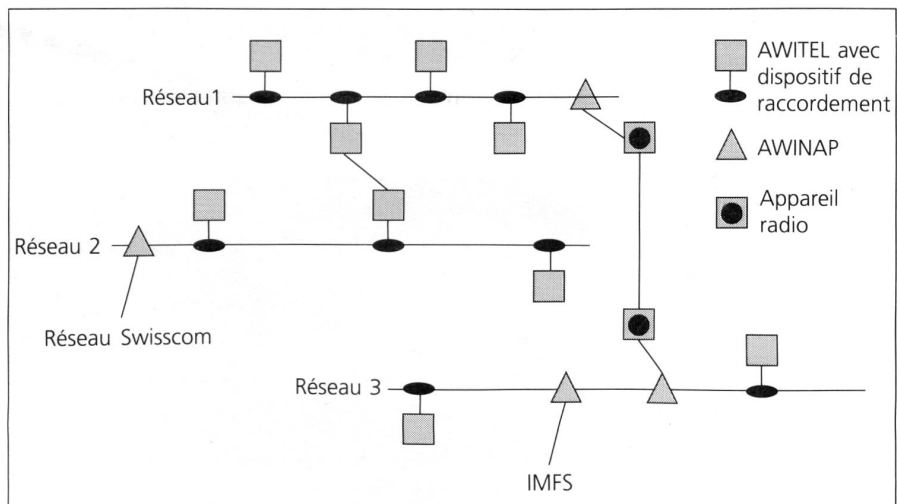 AWITEL avec
dispositif de
raccordement
Réseau1
AWINAP
Appareil
radio
Réseau 2
Réseau Swisscom
Réseau 3
IMFS